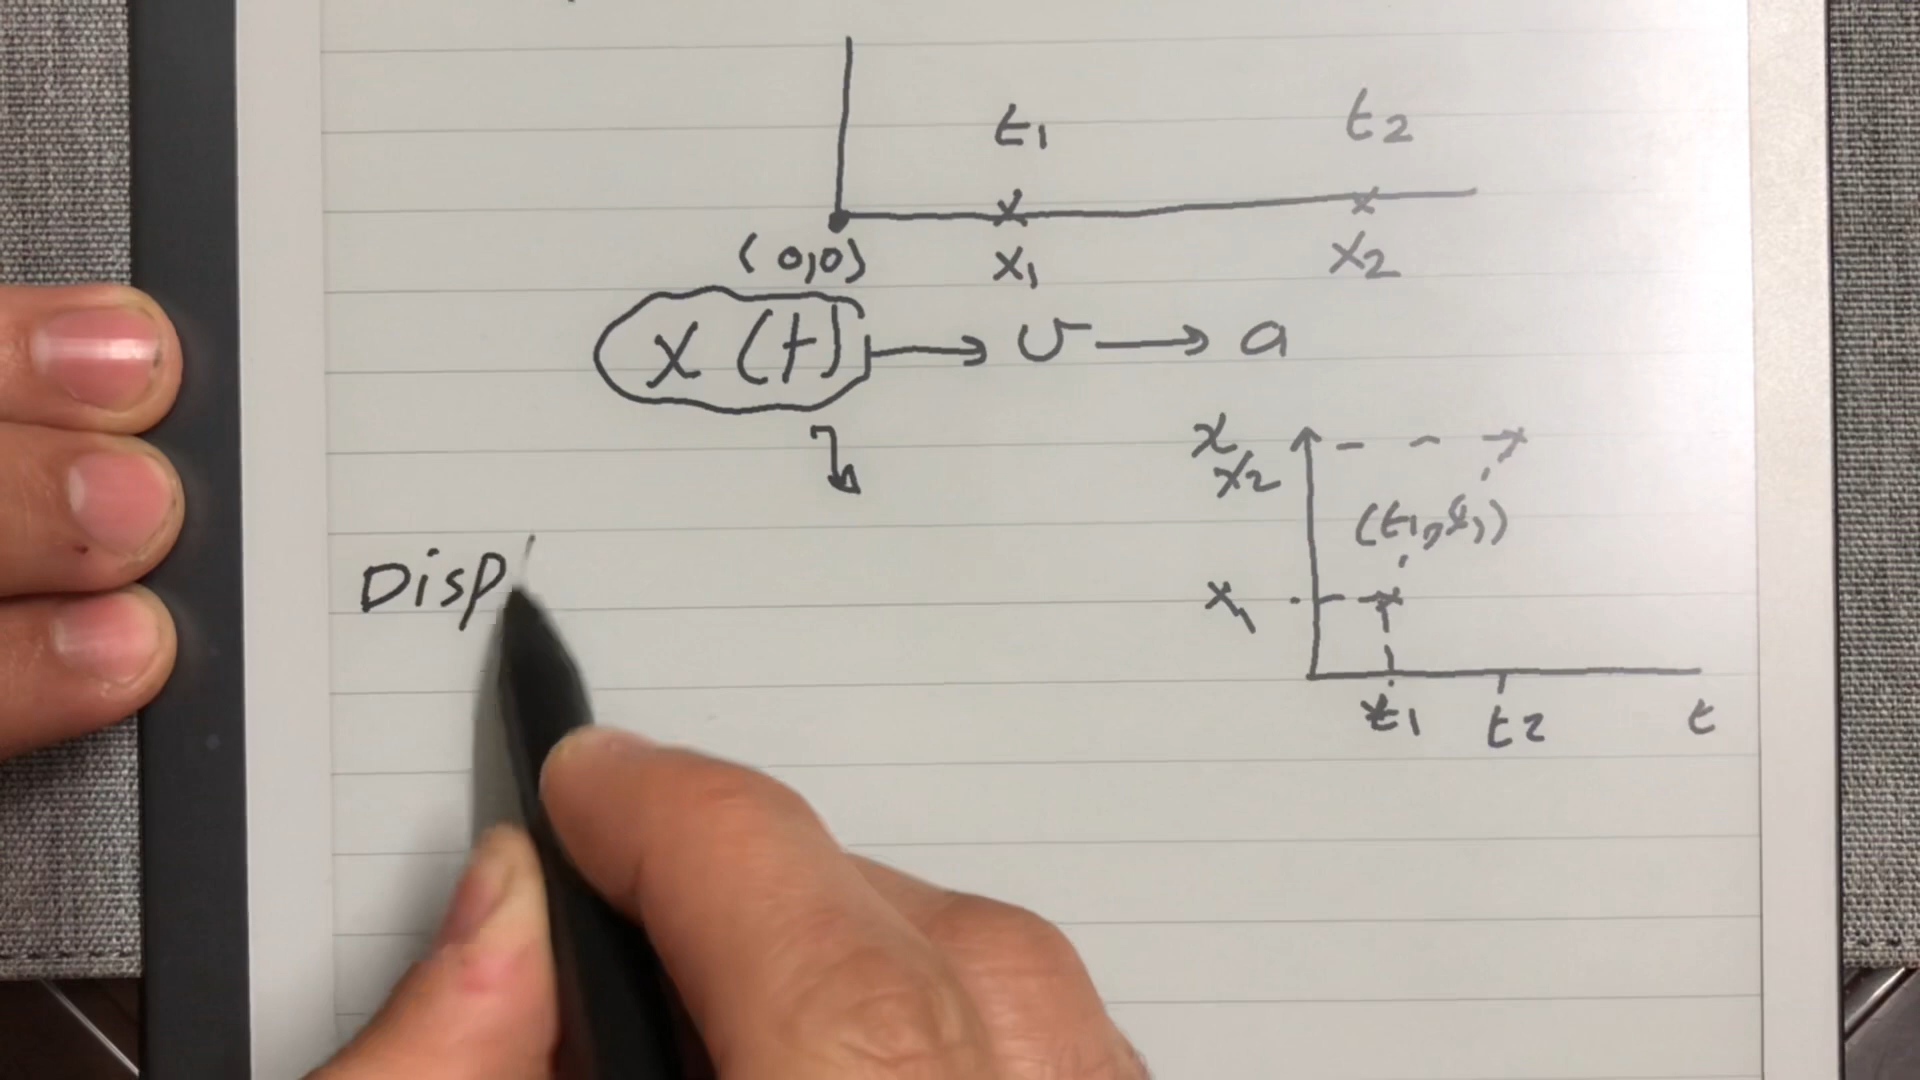 t1 t2
(0,0) x1 x2
x(t) → v → a
x
x2
(t1,x1)
Disp
x1
t1 t2 t